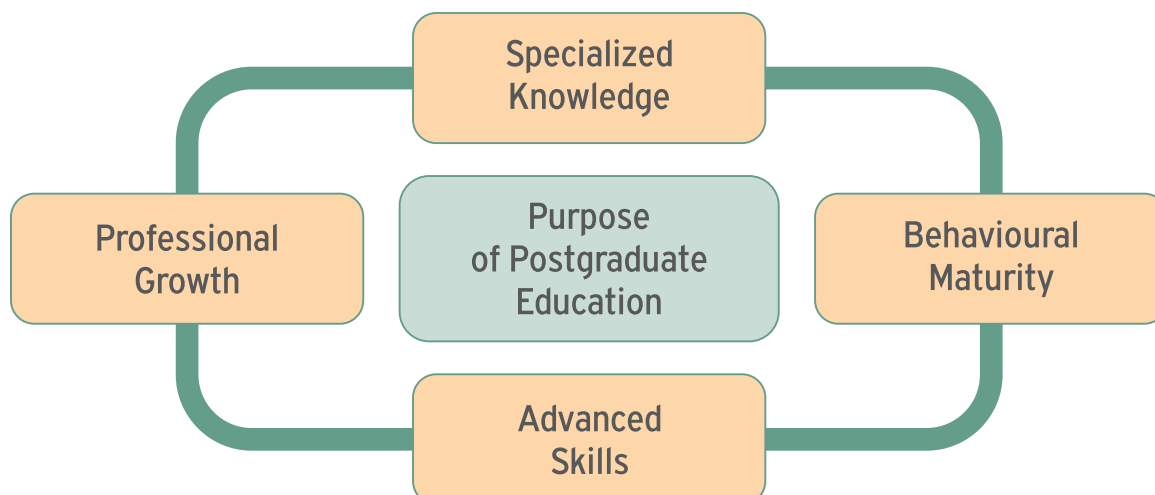 Specialized
Knowledge
Professional
Growth
Purpose
of Postgraduate
Education
Behavioural
Maturity
Advanced
Skills